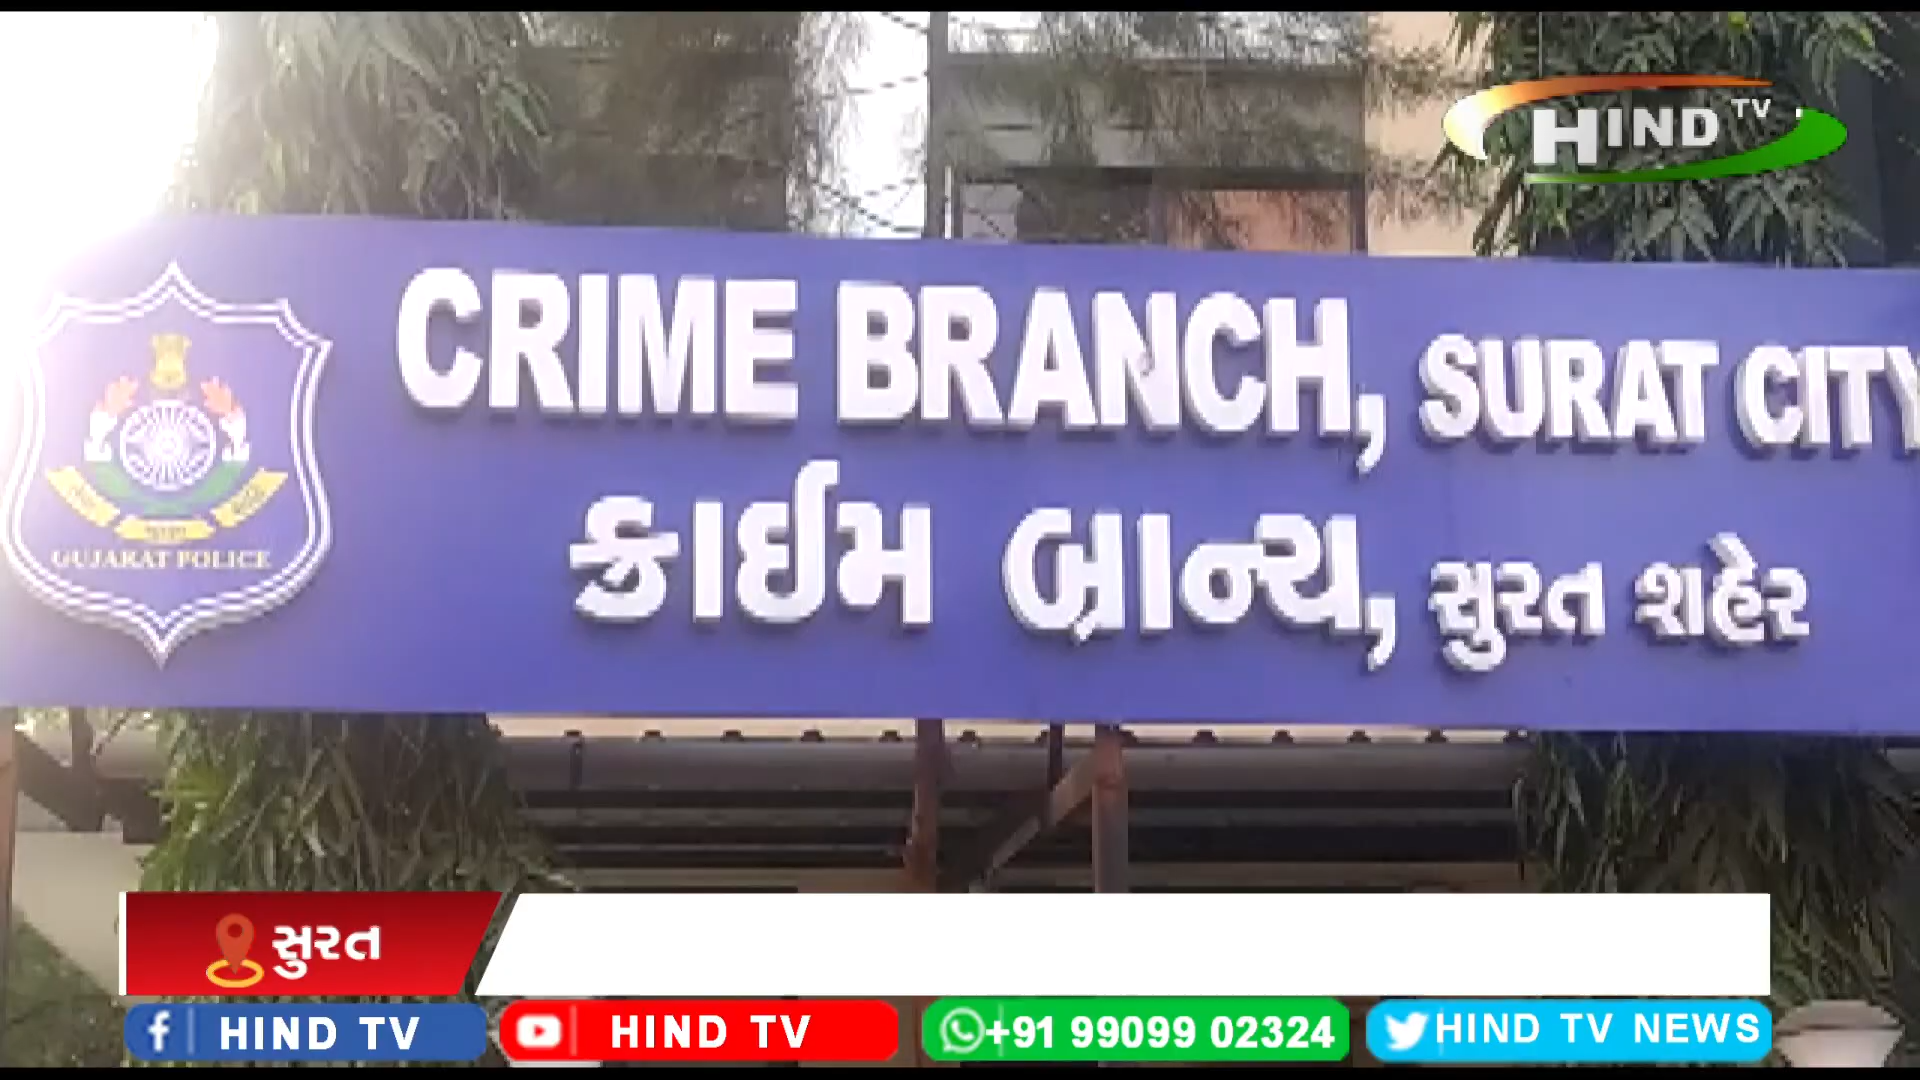 HIND TV
CRIME BRANCH, SURAT CITY
ક્રાઈમ બ્રાન્ચ, સુરત શહેર
GUJARAT POLICE
સુરત
HIND TV
HIND TV
+91 99099 02324
HIND TV NEWS